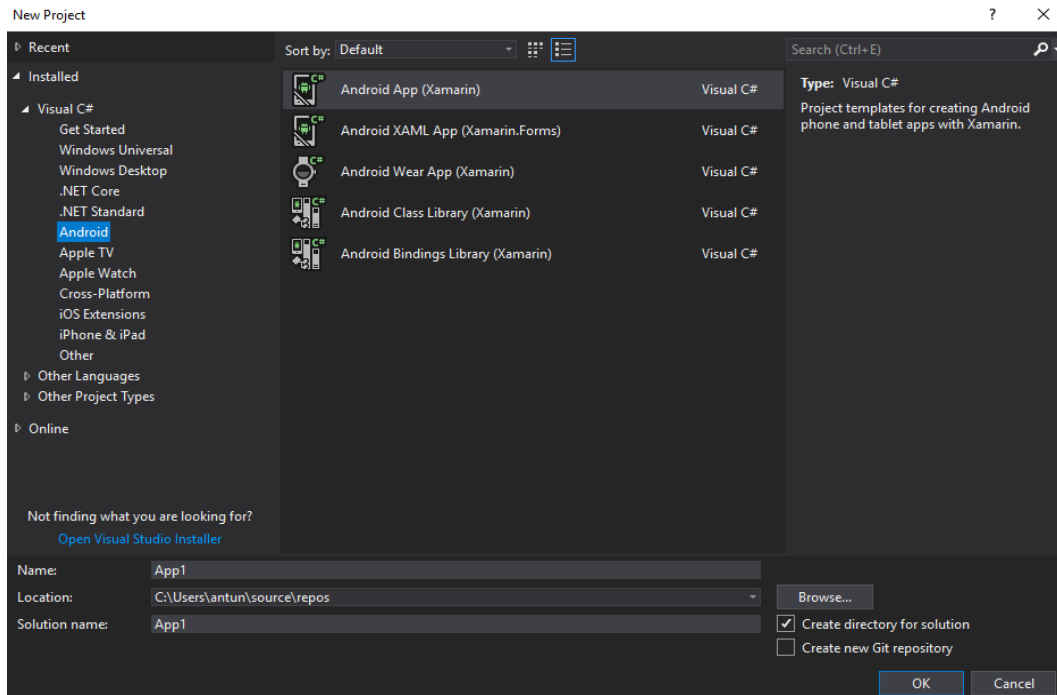 New Project
?
Recent
Installed
Visual C#
Get Started
Windows Universal
Windows Desktop
.NET Core
.NET Standard
Android
Apple TV
Apple Watch
Cross-Platform
iOS Extensions
iPhone & iPad
Other
Other Languages
Other Project Types
Online
Not finding what you are looking for?
Open Visual Studio Installer
Sort by: Default
Android App (Xamarin) Visual C#
Android XAML App (Xamarin.Forms) Visual C#
Android Wear App (Xamarin) Visual C#
Android Class Library (Xamarin) Visual C#
Android Bindings Library (Xamarin) Visual C#
Search (Ctrl+E)
Type: Visual C#
Project templates for creating Android
phone and tablet apps with Xamarin.
Name: App1
Location: C:\Users\antun\source\repos
Browse...
Solution name: App1
Create directory for solution
Create new Git repository
OK Cancel